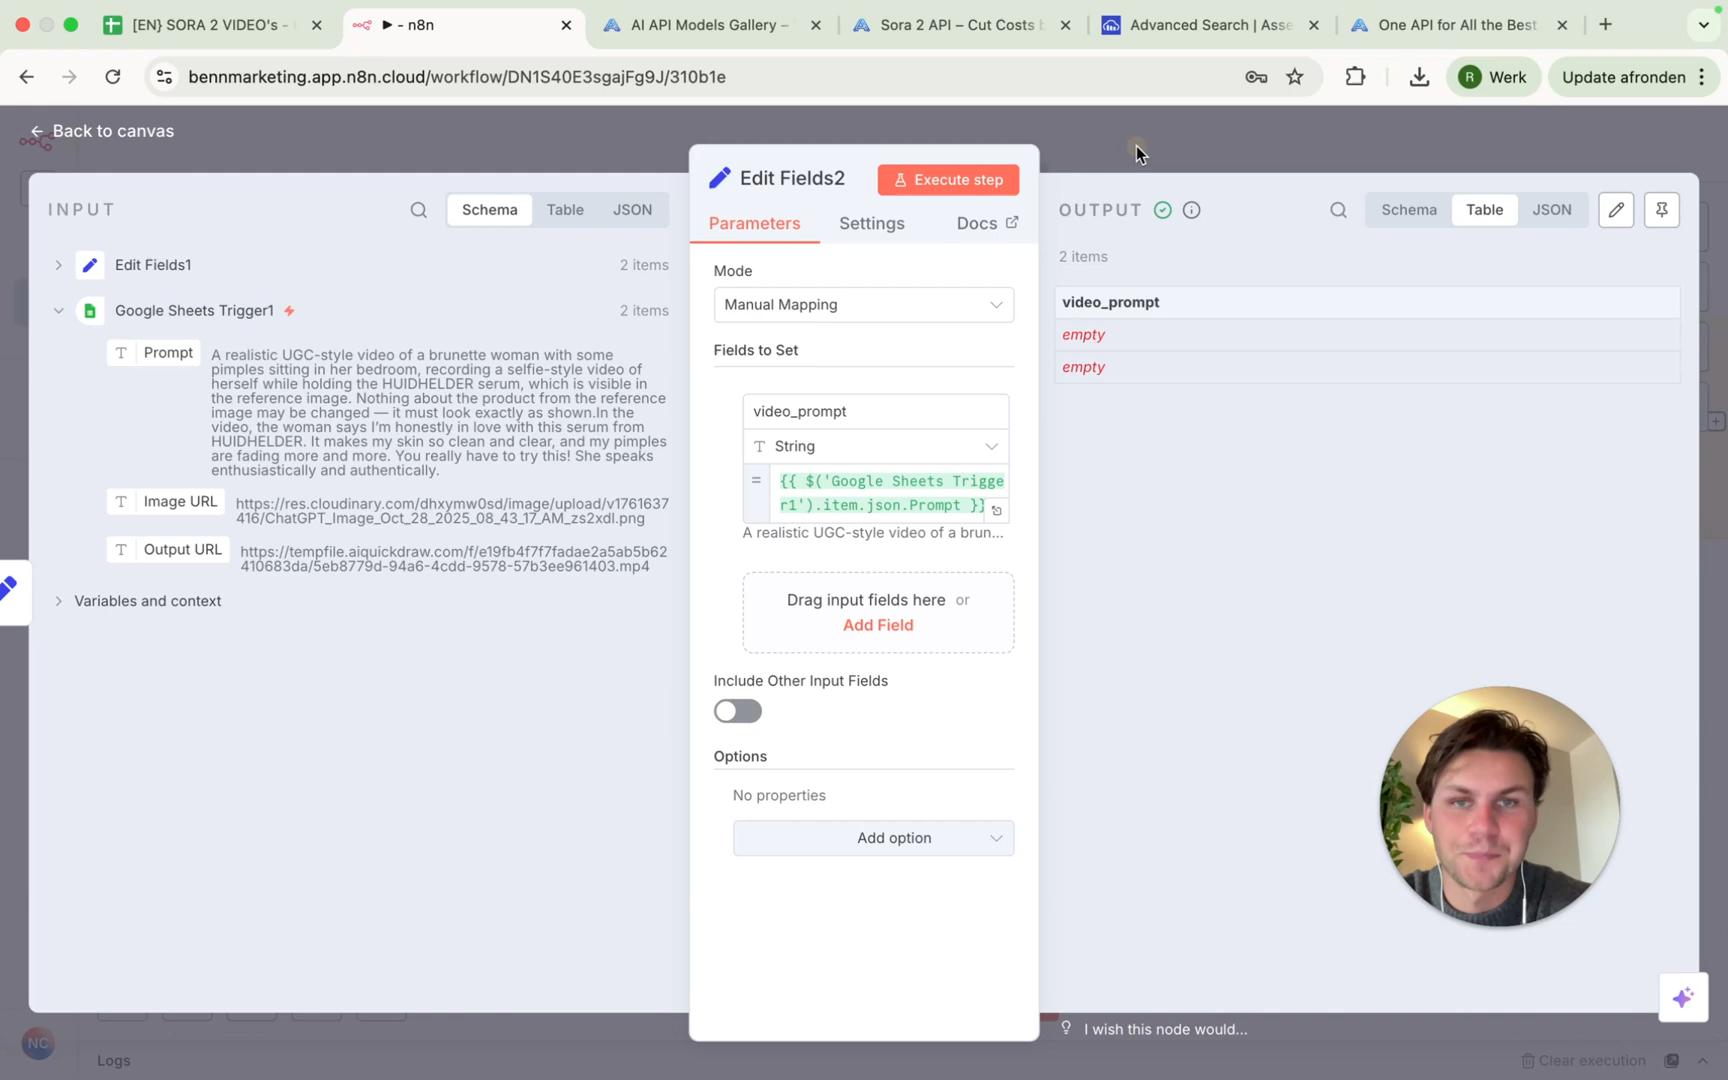 [EN] SORA 2 VIDEO's -
▶ - n8n
AI API Models Gallery –
Sora 2 API – Cut Costs b
Advanced Search | Asse
One API for All the Best
bennmarketing.app.n8n.cloud/workflow/DN1S40E3sgajFg9J/310b1e
R
Werk
Update afronden
Back to canvas
INPUT
Schema
Table
JSON
Edit Fields1
2 items
Google Sheets Trigger1
2 items
T Prompt
A realistic UGC-style video of a brunette woman with some
pimples sitting in her bedroom, recording a selfie-style video of
herself while holding the HUIDHELDER serum, which is visible in
the reference image. Nothing about the product from the reference
image may be changed — it must look exactly as shown.In the
video, the woman says I'm honestly in love with this serum from
HUIDHELDER. It makes my skin so clean and clear, and my pimples
are fading more and more. You really have to try this! She speaks
enthusiastically and authentically.
T Image URL
https://res.cloudinary.com/dhxymw0sd/image/upload/v1761637
416/ChatGPT_Image_Oct_28_2025_08_43_17_AM_zs2xdl.png
T Output URL
https://tempfile.aiquickdraw.com/f/e19fb4f7f7fadae2a5ab5b62
410683da/5eb8779d-94a6-4cdd-9578-57b3ee961403.mp4
Variables and context
Edit Fields2
Execute step
Parameters
Settings
Docs
Mode
Manual Mapping
Fields to Set
video_prompt
T String
=
{{ $('Google Sheets Trigge
r1').item.json.Prompt }}
A realistic UGC-style video of a brun...
Drag input fields here or
Add Field
Include Other Input Fields
Options
No properties
Add option
OUTPUT
Schema
Table
JSON
2 items
video_prompt
empty
empty
I wish this node would...
NC
Logs
Clear execution